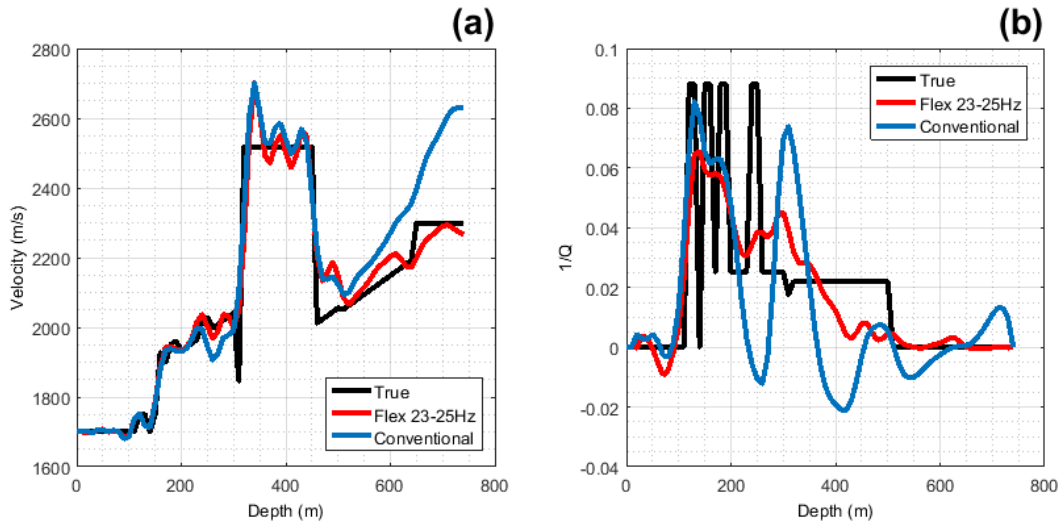 (a)
2800
2600
2400
2200
2000
1800
1600
Velocity (m/s)
0
200
400
600
800
Depth (m)
True
Flex 23-25Hz
Conventional
(b)
0.1
0.08
0.06
0.04
0.02
0
-0.02
-0.04
1/Q
0
200
400
600
800
Depth (m)
True
Flex 23-25Hz
Conventional